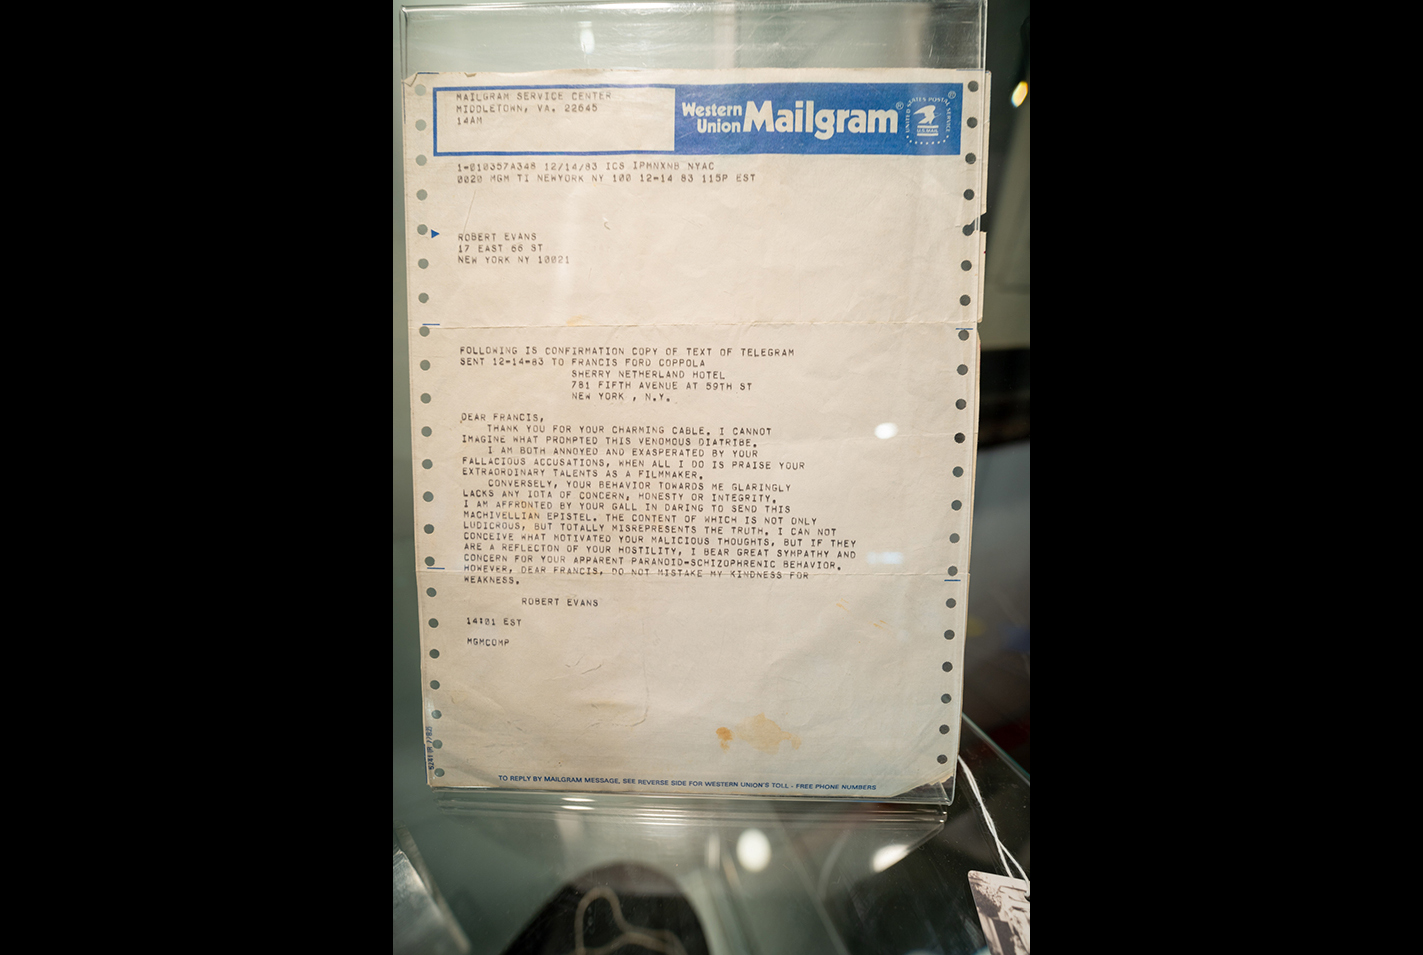 MAILGRAM SERVICE CENTER
MIDDLETOWN, VA. 22645
14AM
Western Union Mailgram®
UNITED STATES POSTAL SERVICE
U.S.MAIL
1-010357A348 12/14/83 ICS IPMNXNB NYAC
0020 MGM TI NEWYORK NY 100 12-14 83 115P EST
ROBERT EVANS
17 EAST 66 ST
NEW YORK NY 10021
FOLLOWING IS CONFIRMATION COPY OF TEXT OF TELEGRAM
SENT 12-14-83 TO FRANCIS FORD COPPOLA
SHERRY NETHERLAND HOTEL
781 FIFTH AVENUE AT 59TH ST
NEW YORK , N.Y.
DEAR FRANCIS,
THANK YOU FOR YOUR CHARMING CABLE. I CANNOT
IMAGINE WHAT PROMPTED THIS VENOMOUS DIATRIBE.
I AM BOTH ANNOYED AND EXASPERATED BY YOUR
FALLACIOUS ACCUSATIONS, WHEN ALL I DO IS PRAISE YOUR
EXTRAORDINARY TALENTS AS A FILMMAKER.
CONVERSELY, YOUR BEHAVIOR TOWARDS ME GLARINGLY
LACKS ANY IOTA OF CONCERN, HONESTY OR INTEGRITY.
I AM AFFRONTED BY YOUR GALL IN DARING TO SEND THIS
MACHIVELLIAN EPISTEL. THE CONTENT OF WHICH IS NOT ONLY
LUDICROUS, BUT TOTALLY MISREPRESENTS THE TRUTH. I CAN NOT
CONCEIVE WHAT MOTIVATED YOUR MALICIOUS THOUGHTS, BUT IF THEY
ARE A REFLECTON OF YOUR HOSTILITY, I BEAR GREAT SYMPATHY AND
CONCERN FOR YOUR APPARENT PARANOID-SCHIZOPHRENIC BEHAVIOR.
HOWEVER, DEAR FRANCIS, DO NOT MISTAKE MY KINDNESS FOR
WEAKNESS.
ROBERT EVANS
14:01 EST
MGMCOMP
5241 (R 7/82)
TO REPLY BY MAILGRAM MESSAGE, SEE REVERSE SIDE FOR WESTERN UNION'S TOLL - FREE PHONE NUMBERS